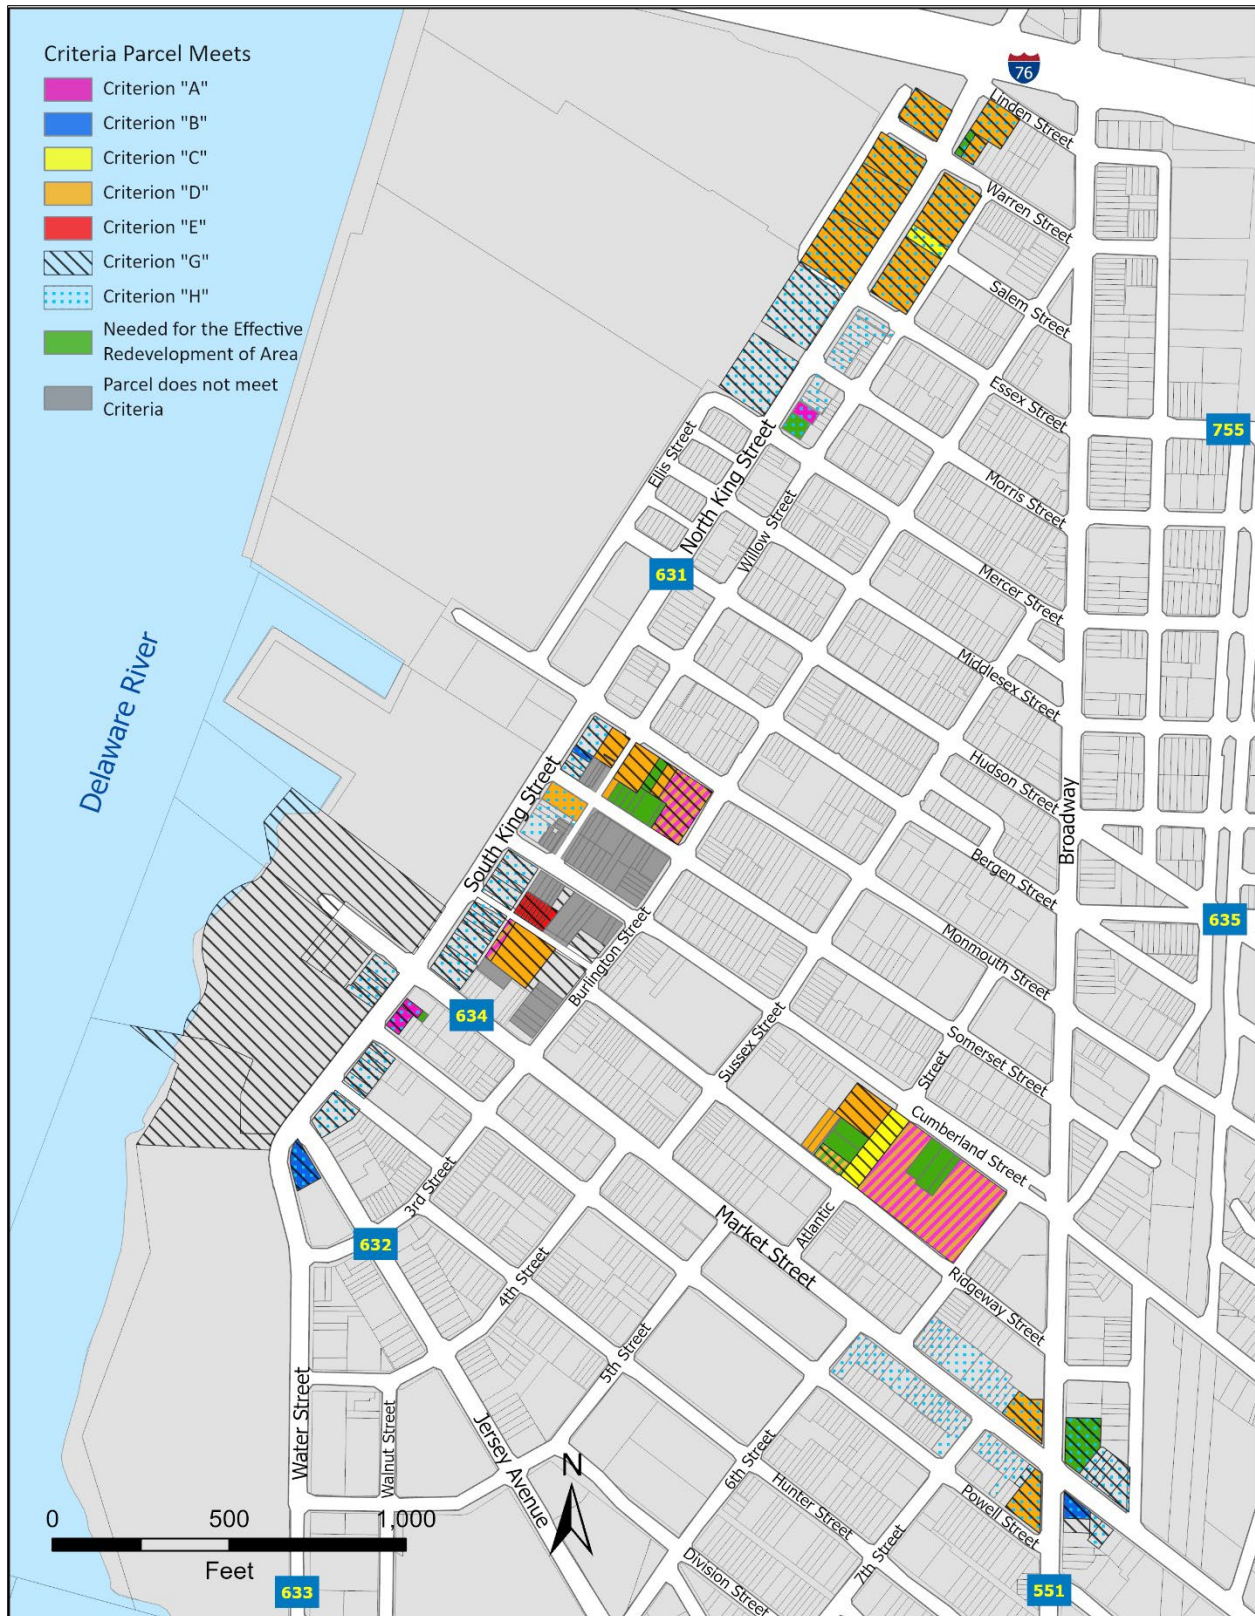 Criteria Parcel Meets
Criterion "A"
Criterion "B"
Criterion "C"
Criterion "D"
Criterion "E"
Criterion "G"
Criterion "H"
Needed for the Effective
Redevelopment of Area
Parcel does not meet
Criteria
76
Linden Street
Warren Street
Salem Street
Essex Street
755
Morris Street
Ellis Street
North King Street
Willow Street
631
Mercer Street
Middlesex Street
Hudson Street
Delaware River
Broadway
South King Street
Bergen Street
635
Monmouth Street
Burlington Street
634
Sussex Street
Somerset Street
Street
Cumberland Street
3rd Street
632
Market Street
Atlantic
4th Street
Ridgeway Street
5th Street
Water Street
Walnut Street
Jersey Avenue
6th Street
Hunter Street
Powell Street
7th Street
Division Street
N
0 500 1,000
Feet
633
551